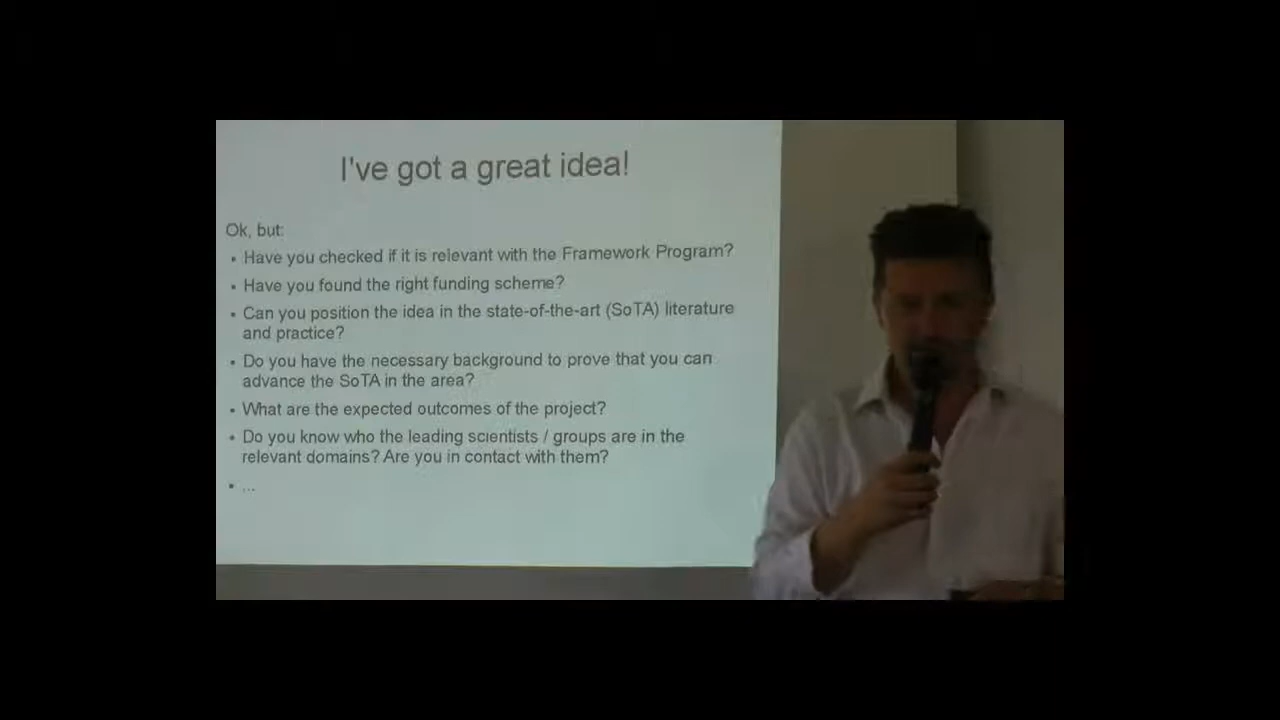 I've got a great idea!
Ok, but:
• Have you checked if it is relevant with the Framework Program?
• Have you found the right funding scheme?
• Can you position the idea in the state-of-the-art (SoTA) literature
and practice?
• Do you have the necessary background to prove that you can
advance the SoTA in the area?
• What are the expected outcomes of the project?
• Do you know who the leading scientists / groups are in the
relevant domains? Are you in contact with them?
• ...